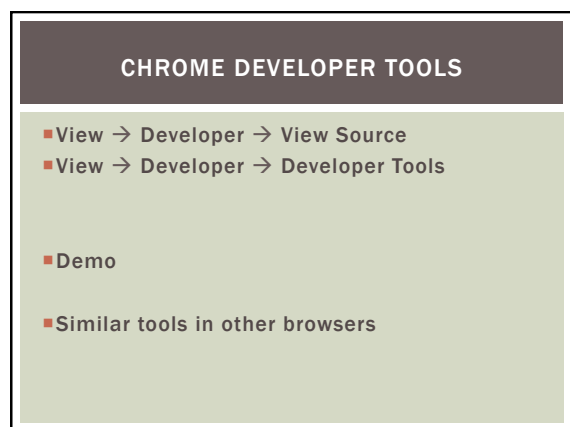 CHROME DEVELOPER TOOLS
▪View → Developer → View Source
▪View → Developer → Developer Tools
▪Demo
▪Similar tools in other browsers